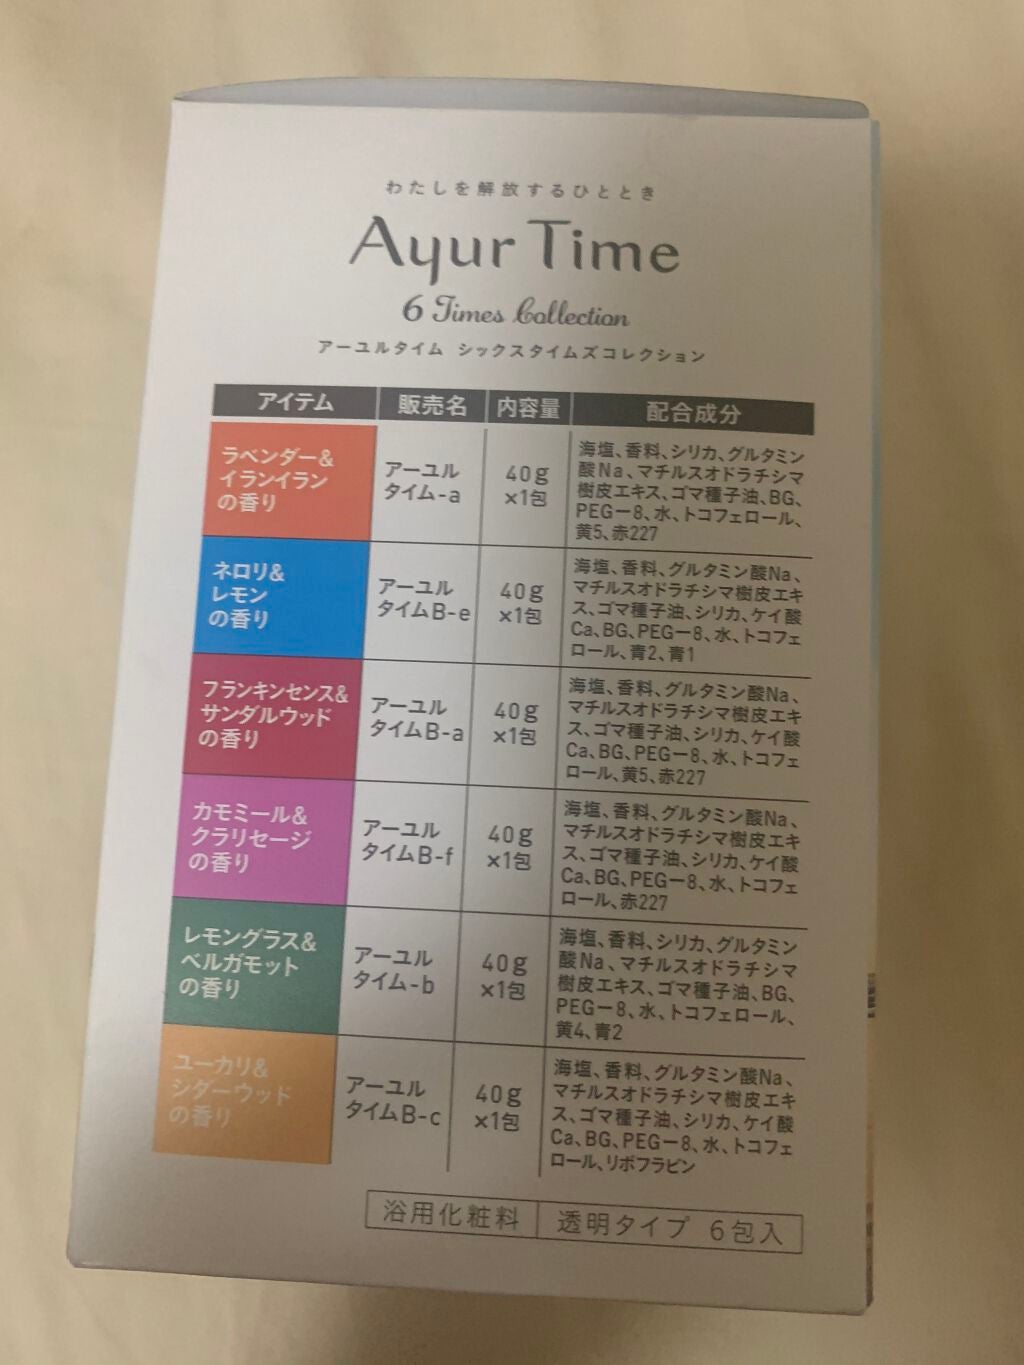 わたしを解放するひととき
Ayur Time
6 Times Collection
アーユルタイム シックスタイムズコレクション
アイテム 販売名 内容量 配合成分
ラベンダー&
イランイラン
の香り
アーユル
タイム-a
40g
×1包
海塩、香料、シリカ、グルタミン
酸Na、マチルスオドラチシマ
樹皮エキス、ゴマ種子油、BG、
PEGー8、水、トコフェロール、
黄5、赤227
ネロリ&
レモン
の香り
アーユル
タイムB-e
40g
×1包
海塩、香料、グルタミン酸Na、
マチルスオドラチシマ樹皮エキ
ス、ゴマ種子油、シリカ、ケイ酸
Ca、BG、PEGー8、水、トコフェ
ロール、青2、青1
フランキンセンス&
サンダルウッド
の香り
アーユル
タイムB-a
40g
×1包
海塩、香料、グルタミン酸Na、
マチルスオドラチシマ樹皮エキ
ス、ゴマ種子油、シリカ、ケイ酸
Ca、BG、PEGー8、水、トコフェ
ロール、黄5、赤227
カモミール&
クラリセージ
の香り
アーユル
タイムB-f
40g
×1包
海塩、香料、グルタミン酸Na、
マチルスオドラチシマ樹皮エキ
ス、ゴマ種子油、シリカ、ケイ酸
Ca、BG、PEGー8、水、トコフェ
ロール、赤227
レモングラス&
ベルガモット
の香り
アーユル
タイム-b
40g
×1包
海塩、香料、シリカ、グルタミン
酸Na、マチルスオドラチシマ
樹皮エキス、ゴマ種子油、BG、
PEGー8、水、トコフェロール、
黄4、青2
ユーカリ&
シダーウッド
の香り
アーユル
タイムB-c
40g
×1包
海塩、香料、グルタミン酸Na、
マチルスオドラチシマ樹皮エキ
ス、ゴマ種子油、シリカ、ケイ酸
Ca、BG、PEGー8、水、トコフェ
ロール、リボフラビン
浴用化粧料 透明タイプ 6包入